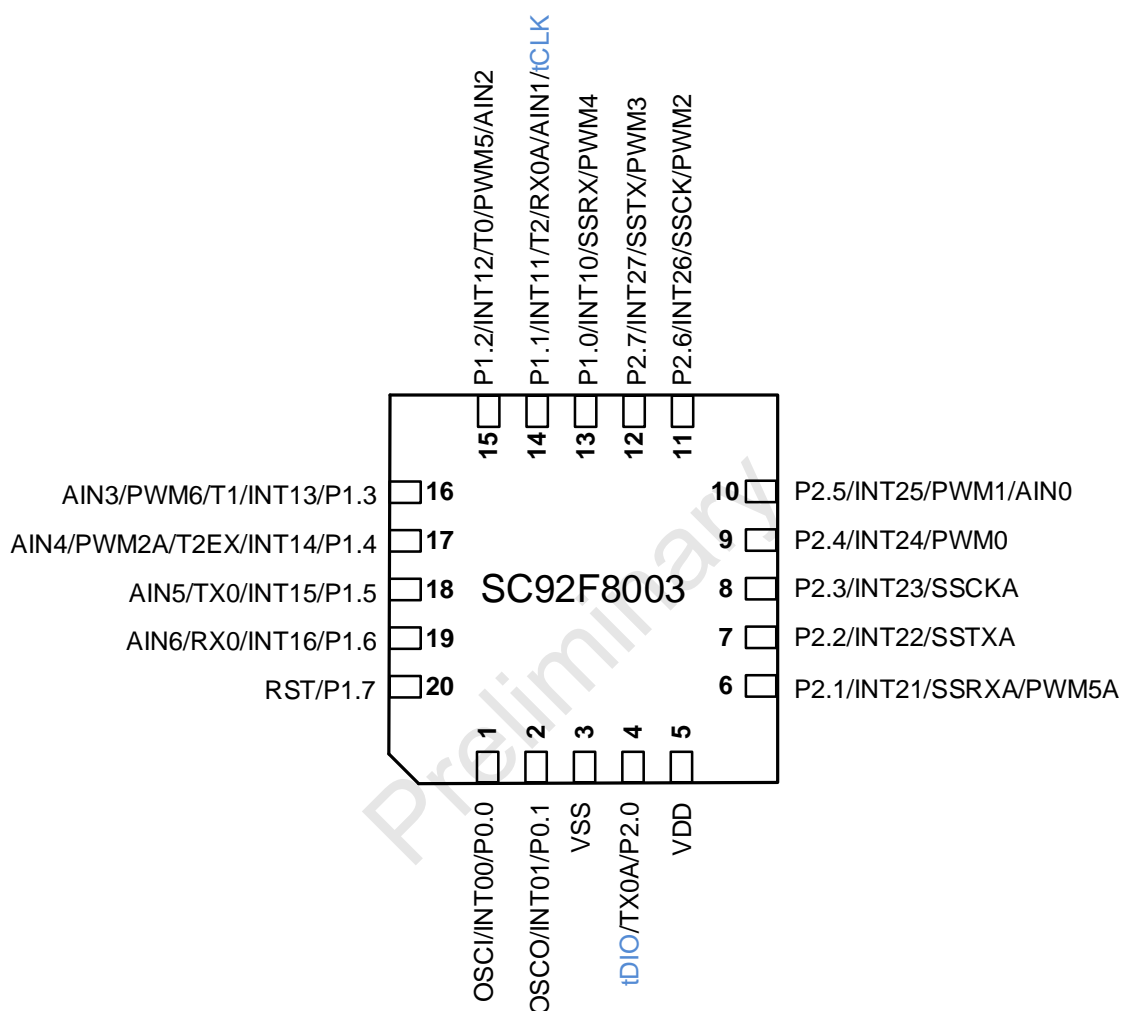 P1.2/INT12/T0/PWM5/AIN2
P1.1/INT11/T2/RX0A/AIN1/tCLK
P1.0/INT10/SSRX/PWM4
P2.7/INT27/SSTX/PWM3
P2.6/INT26/SSCK/PWM2
15
14
13
12
11
AIN3/PWM6/T1/INT13/P1.3 16
10 P2.5/INT25/PWM1/AIN0
AIN4/PWM2A/T2EX/INT14/P1.4 17
9 P2.4/INT24/PWM0
AIN5/TX0/INT15/P1.5 18
SC92F8003
8 P2.3/INT23/SSCKA
AIN6/RX0/INT16/P1.6 19
7 P2.2/INT22/SSTXA
RST/P1.7 20
6 P2.1/INT21/SSRXA/PWM5A
Preliminary
1
2
3
4
5
OSCI/INT00/P0.0
OSCO/INT01/P0.1
VSS
tDIO/TX0A/P2.0
VDD